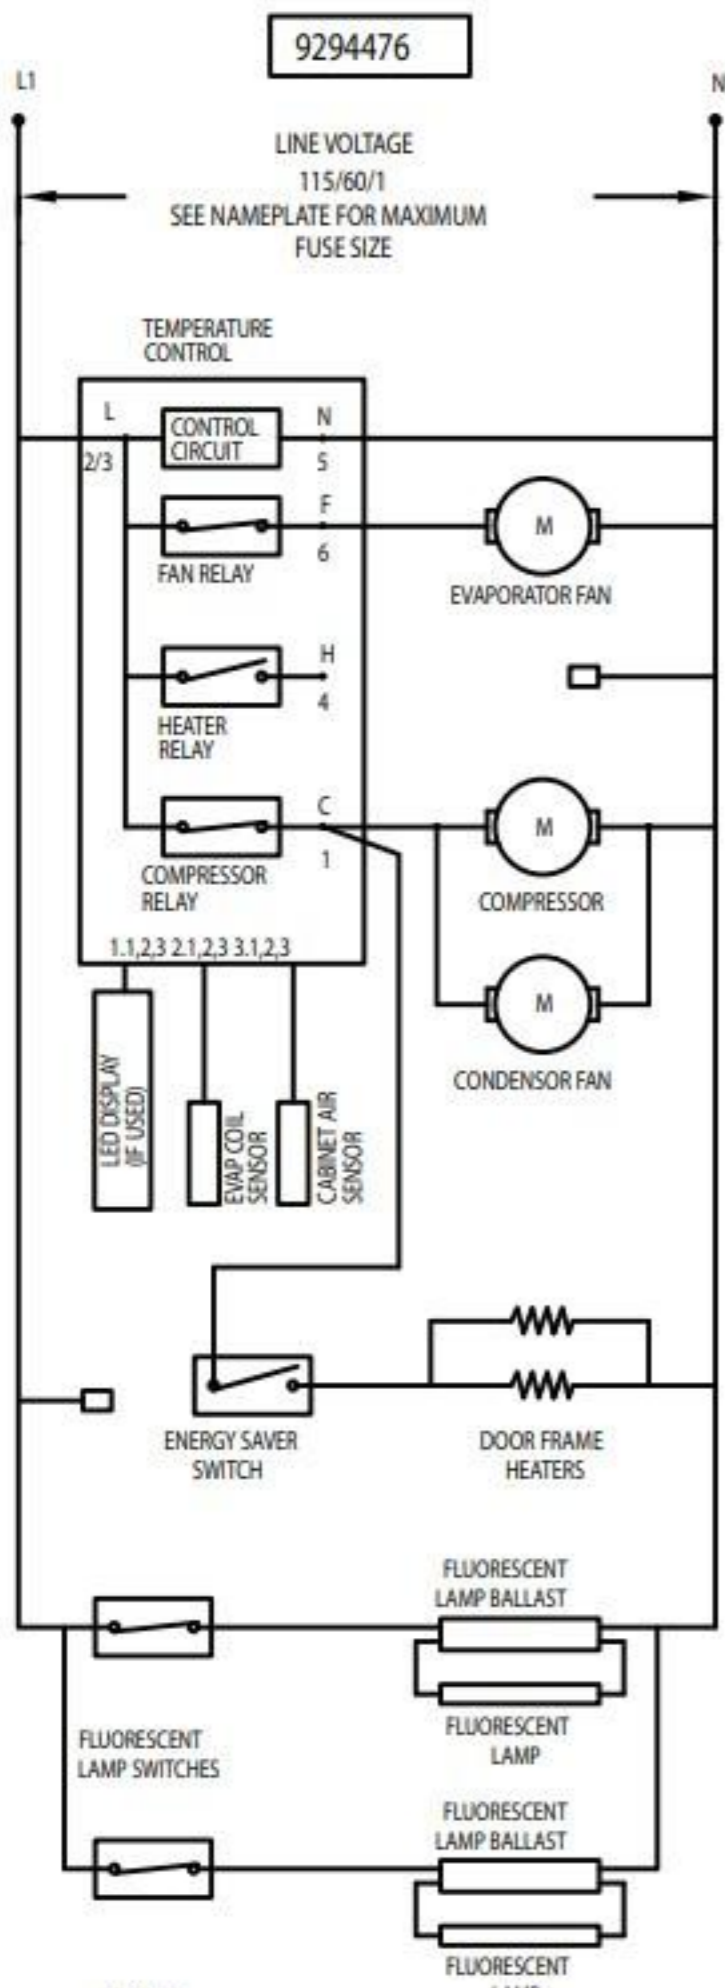 9294476
L1
N
LINE VOLTAGE
115/60/1
SEE NAMEPLATE FOR MAXIMUM
FUSE SIZE
TEMPERATURE
CONTROL
L
CONTROL
CIRCUIT
N
2/3
5
F
6
FAN RELAY
M
EVAPORATOR FAN
H
4
HEATER
RELAY
C
1
COMPRESSOR
RELAY
M
COMPRESSOR
1.1,2,3 2.1,2,3 3.1,2,3
M
CONDENSOR FAN
LED DISPLAY
(IF USED)
EVAP COIL
SENSOR
CABINET AIR
SENSOR
ENERGY SAVER
SWITCH
DOOR FRAME
HEATERS
FLUORESCENT
LAMP BALLAST
FLUORESCENT
LAMP
FLUORESCENT
LAMP SWITCHES
FLUORESCENT
LAMP BALLAST
FLUORESCENT